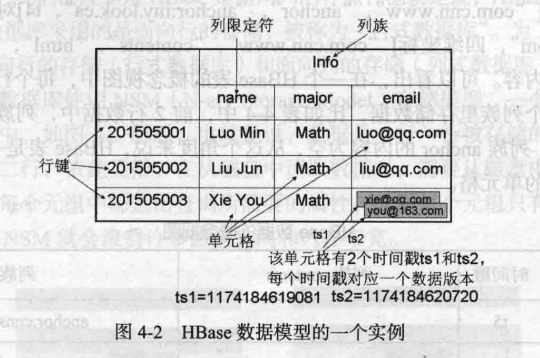 列限定符
列族
Info
name major email
行键
201505001 Luo Min Math luo@qq.com
201505002 Liu Jun Math liu@qq.com
201505003 Xie You Math xie@qq.com
you@163.com
单元格
ts1 ts2
该单元格有2个时间戳ts1和ts2，
每个时间戳对应一个数据版本
ts1=1174184619081 ts2=1174184620720
图 4-2 HBase 数据模型的一个实例